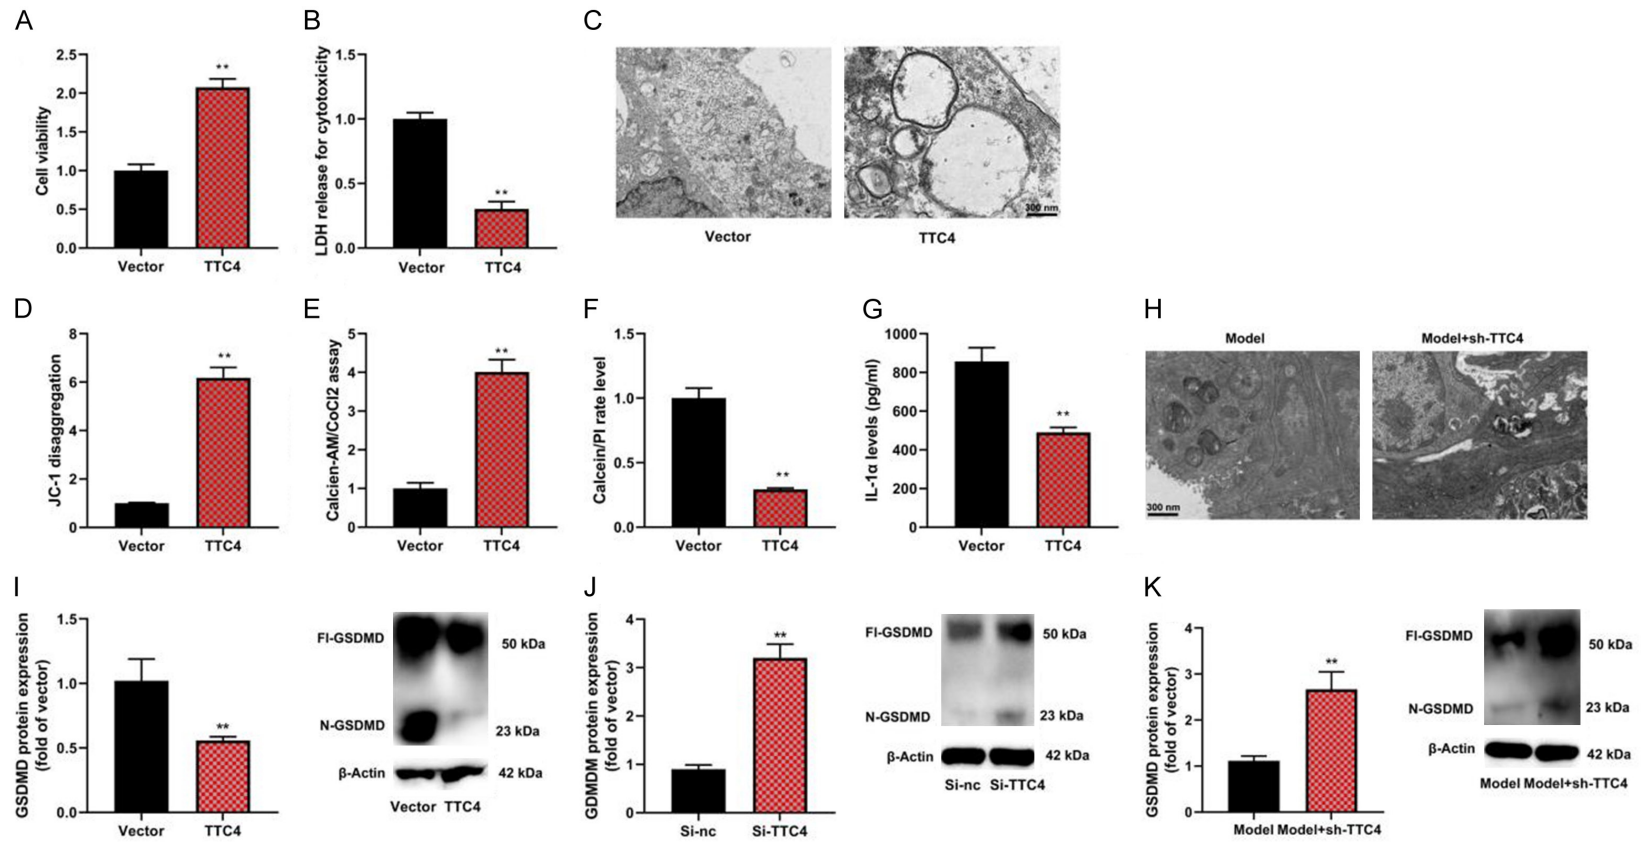 A
Cell viability
2.5
2.0
1.5
1.0
0.5
0.0
**
Vector
TTC4
B
LDH release for cytotoxicity
1.5
1.0
0.5
0.0
**
Vector
TTC4
C
300 nm
Vector
TTC4
D
JC-1 disaggregation
8
6
4
2
0
**
Vector
TTC4
E
Calcien-AM/CoCl2 assay
5
4
3
2
1
0
**
Vector
TTC4
F
Calcein/PI rate level
1.5
1.0
0.5
0.0
**
Vector
TTC4
G
IL-1α levels (pg/ml)
1000
800
600
400
200
0
**
Vector
TTC4
H
Model
Model+sh-TTC4
300 nm
I
GSDMD protein expression
(fold of vector)
1.5
1.0
0.5
0.0
**
Vector
TTC4
Fl-GSDMD
50 kDa
N-GSDMD
23 kDa
β-Actin
42 kDa
Vector TTC4
J
GDMDM protein expression
(fold of vector)
4
3
2
1
0
**
Si-nc
Si-TTC4
Fl-GSDMD
50 kDa
N-GSDMD
23 kDa
β-Actin
42 kDa
Si-nc Si-TTC4
K
GSDMD protein expression
(fold of vector)
4
3
2
1
0
**
Model Model+sh-TTC4
Fl-GSDMD
50 kDa
N-GSDMD
23 kDa
β-Actin
42 kDa
Model Model+sh-TTC4